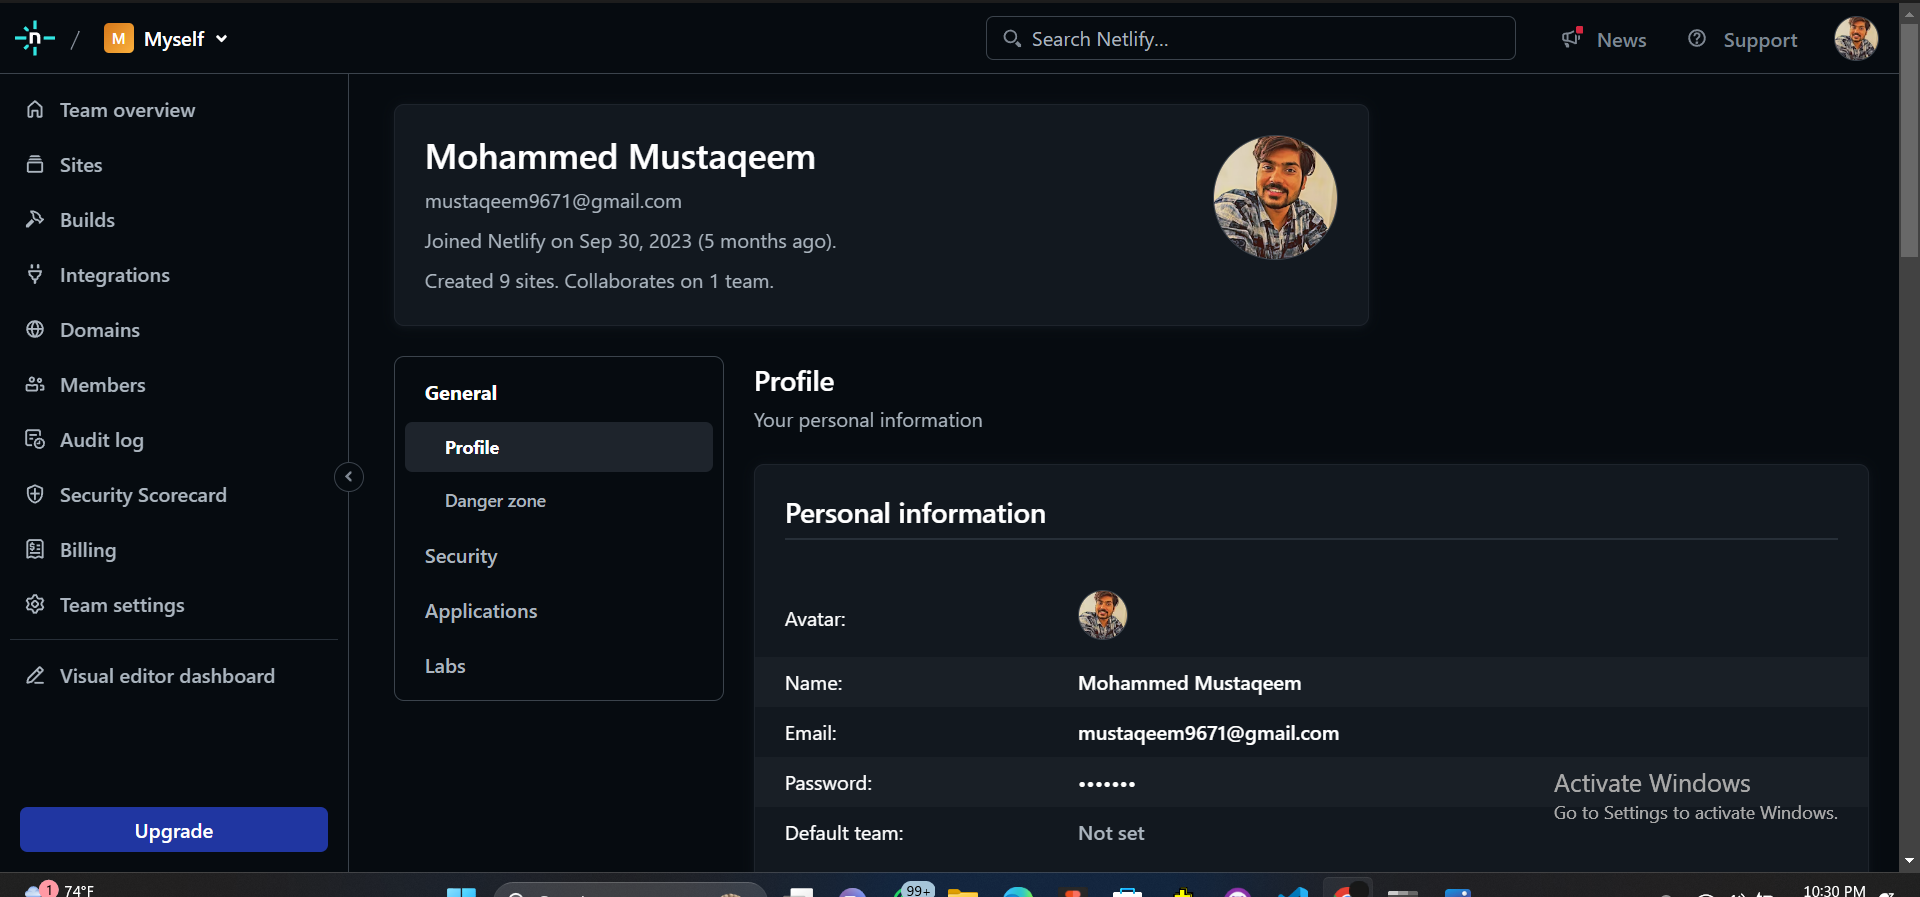 n / M Myself
Search Netlify...
News
Support
Team overview
Sites
Builds
Integrations
Domains
Members
Audit log
Security Scorecard
Billing
Team settings
Visual editor dashboard
Upgrade
Mohammed Mustaqeem
mustaqeem9671@gmail.com
Joined Netlify on Sep 30, 2023 (5 months ago).
Created 9 sites. Collaborates on 1 team.
General
Profile
Danger zone
Security
Applications
Labs
Profile
Your personal information
Personal information
Avatar:
Name: Mohammed Mustaqeem
Email: mustaqeem9671@gmail.com
Password: •••••••
Default team: Not set
Activate Windows
Go to Settings to activate Windows.
1 74°F
99+
10:30 PM